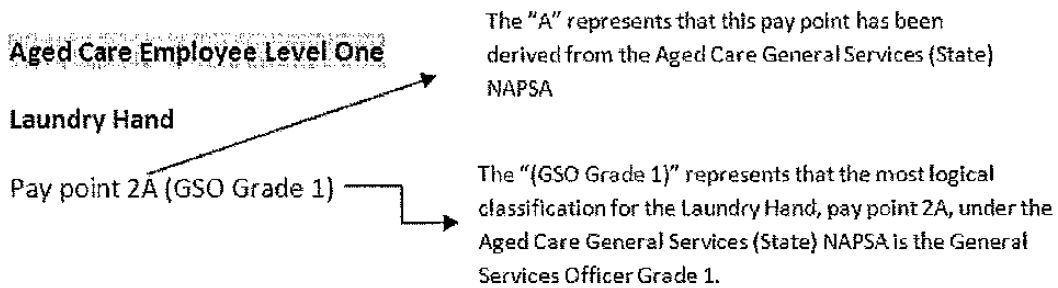 Aged Care Employee Level One
Laundry Hand
Pay point 2A (GSO Grade 1)
The "A" represents that this pay point has been
derived from the Aged Care General Services (State)
NAPSA
The "(GSO Grade 1)" represents that the most logical
classification for the Laundry Hand, pay point 2A, under the
Aged Care General Services (State) NAPSA is the General
Services Officer Grade 1.